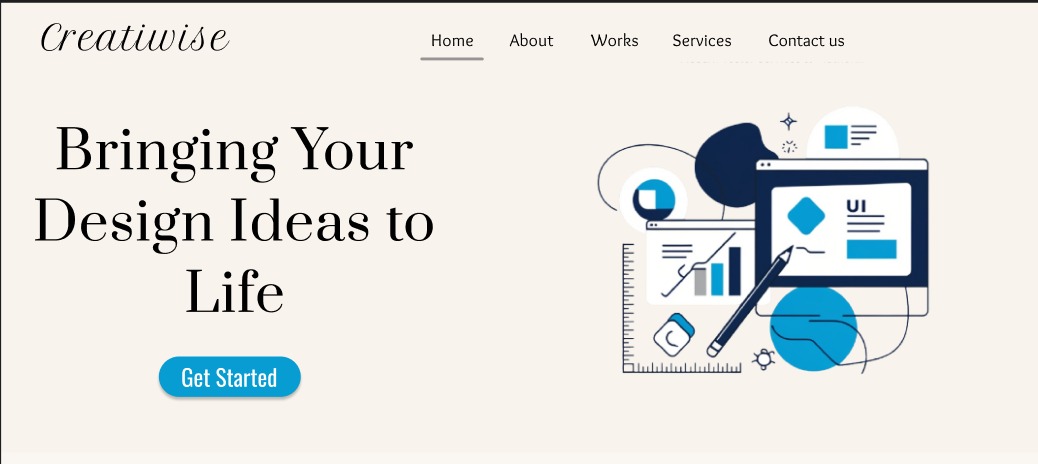 Creatiwise
Home About Works Services Contact us
Bringing Your
Design Ideas to
Life
UI
Get Started